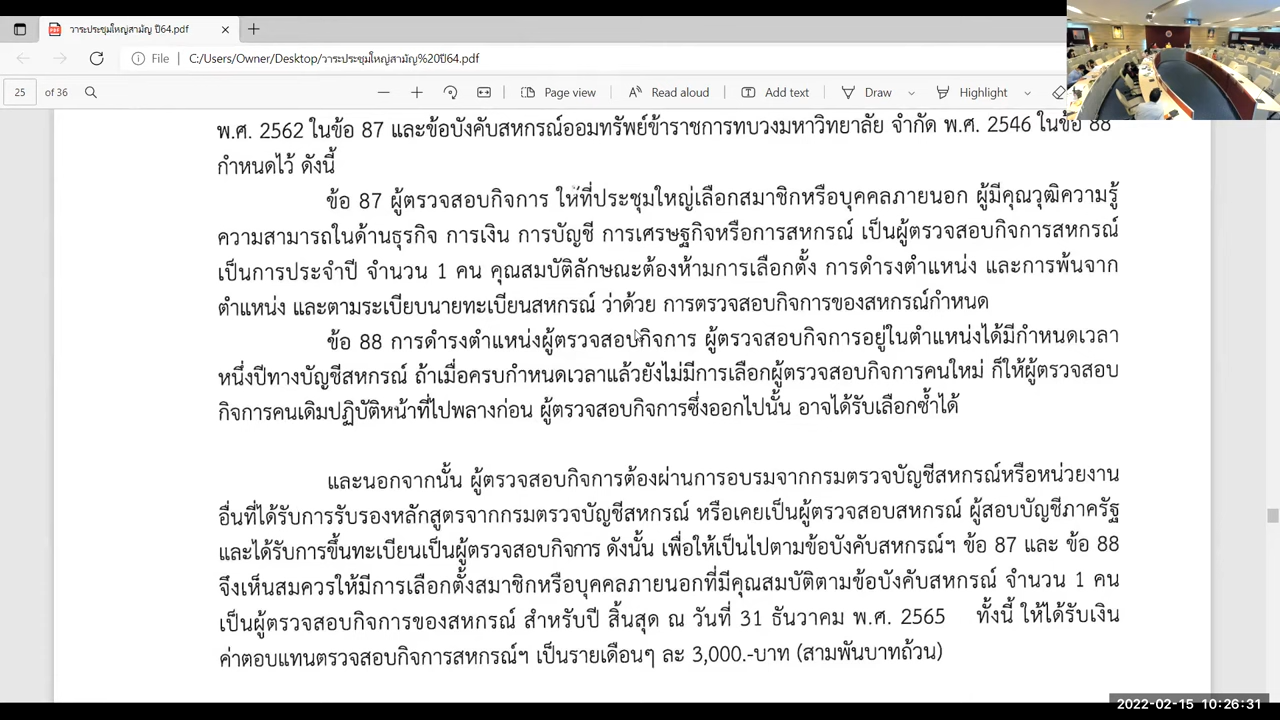 วาระประชุมใหญ่สามัญ ปี64.pdf
File C:/Users/Owner/Desktop/วาระประชุมใหญ่สามัญ%20ปี64.pdf
25 of 36 Page view Read aloud Add text Draw Highlight
พ.ศ. 2562 ในข้อ 87 และข้อบังคับสหกรณ์ออมทรัพย์ข้าราชการทบวงมหาวิทยาลัย จำกัด พ.ศ. 2546 ในข้อ 88
กำหนดไว้ ดังนี้
ข้อ 87 ผู้ตรวจสอบกิจการ ให้ที่ประชุมใหญ่เลือกสมาชิกหรือบุคคลภายนอก ผู้มีคุณวุฒิความรู้
ความสามารถในด้านธุรกิจ การเงิน การบัญชี การเศรษฐกิจหรือการสหกรณ์ เป็นผู้ตรวจสอบกิจการสหกรณ์
เป็นการประจำปี จำนวน 1 คน คุณสมบัติลักษณะต้องห้ามการเลือกตั้ง การดำรงตำแหน่ง และการพ้นจาก
ตำแหน่ง และตามระเบียบนายทะเบียนสหกรณ์ ว่าด้วย การตรวจสอบกิจการของสหกรณ์กำหนด
ข้อ 88 การดำรงตำแหน่งผู้ตรวจสอบกิจการ ผู้ตรวจสอบกิจการอยู่ในตำแหน่งได้มีกำหนดเวลา
หนึ่งปีทางบัญชีสหกรณ์ ถ้าเมื่อครบกำหนดเวลาแล้วยังไม่มีการเลือกผู้ตรวจสอบกิจการคนใหม่ ก็ให้ผู้ตรวจสอบ
กิจการคนเดิมปฏิบัติหน้าที่ไปพลางก่อน ผู้ตรวจสอบกิจการซึ่งออกไปนั้น อาจได้รับเลือกซ้ำได้
และนอกจากนั้น ผู้ตรวจสอบกิจการต้องผ่านการอบรมจากกรมตรวจบัญชีสหกรณ์หรือหน่วยงาน
อื่นที่ได้รับการรับรองหลักสูตรจากกรมตรวจบัญชีสหกรณ์ หรือเคยเป็นผู้ตรวจสอบสหกรณ์ ผู้สอบบัญชีภาครัฐ
และได้รับการขึ้นทะเบียนเป็นผู้ตรวจสอบกิจการ ดังนั้น เพื่อให้เป็นไปตามข้อบังคับสหกรณ์ฯ ข้อ 87 และ ข้อ 88
จึงเห็นสมควรให้มีการเลือกตั้งสมาชิกหรือบุคคลภายนอกที่มีคุณสมบัติตามข้อบังคับสหกรณ์ จำนวน 1 คน
เป็นผู้ตรวจสอบกิจการของสหกรณ์ สำหรับปี สิ้นสุด ณ วันที่ 31 ธันวาคม พ.ศ. 2565 ทั้งนี้ ให้ได้รับเงิน
ค่าตอบแทนตรวจสอบกิจการสหกรณ์ฯ เป็นรายเดือนๆ ละ 3,000.-บาท (สามพันบาทถ้วน)
2022-02-15 10:26:31